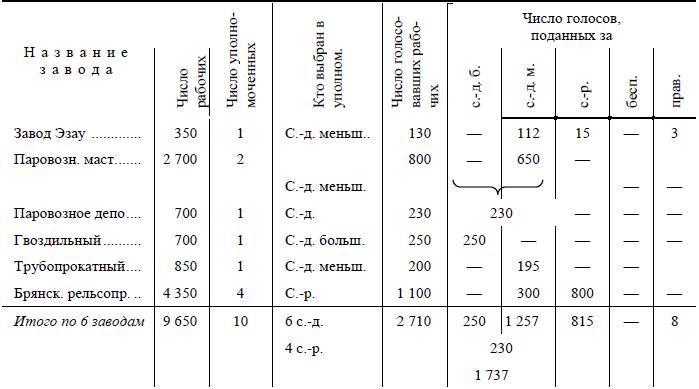 Название завода | Число рабочих | Число уполномоченных | Кто выбран в уполном. | Число голосовавших рабочих | Число голосов, поданных за
с.-д. б. | с.-д. м. | с.-р. | бесп. | прав.
Завод Эзау ............. 350 1 С.-д. меньш.. 130 — 112 15 — 3
Паровозн. маст....... 2 700 2 800 — 650 —
С.-д. меньш. — —
Паровозное депо .... 700 1 С.-д. 230 230 — — —
Гвоздильный .......... 700 1 С.-д. больш. 250 250 — — — —
Трубопрокатный .... 850 1 С.-д. меньш. 200 — 195 — —
Брянск. рельсопр. .. 4 350 4 С.-р. 1 100 — 300 800 — —
Итого по 6 заводам 9 650 10 6 с.-д. 2 710 250 1 257 815 — 8
4 с.-р. 230
1 737